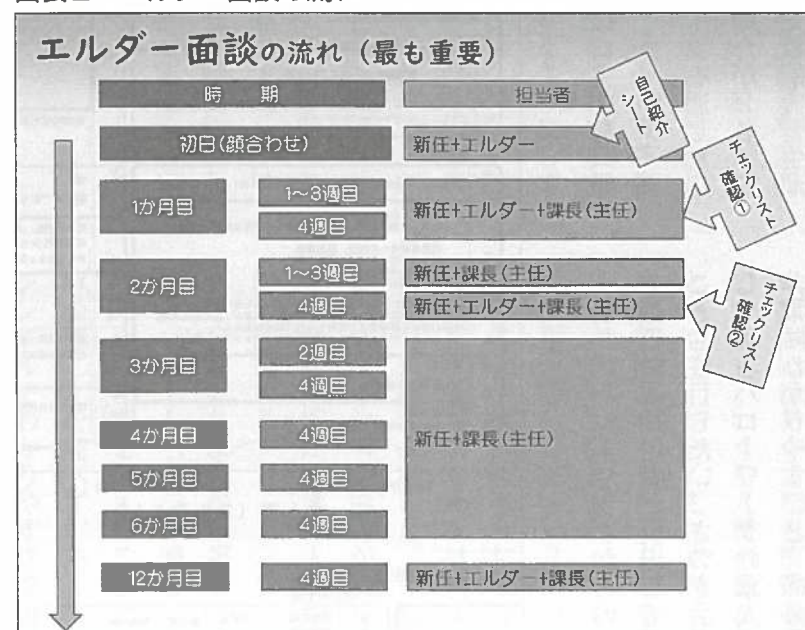 エルダー面談の流れ（最も重要）
時 期
担当者
自己紹介
シート
初日(顔合わせ)
新任+エルダー
チェックリスト
確認①
1か月目
1～3週目
4週目
新任+エルダー+課長(主任)
2か月目
1～3週目
新任+課長(主任)
4週目
新任+エルダー+課長(主任)
チェックリスト
確認②
3か月目
2週目
4週目
新任+課長(主任)
4か月目
4週目
5か月目
4週目
6か月目
4週目
12か月目
4週目
新任+エルダー+課長(主任)